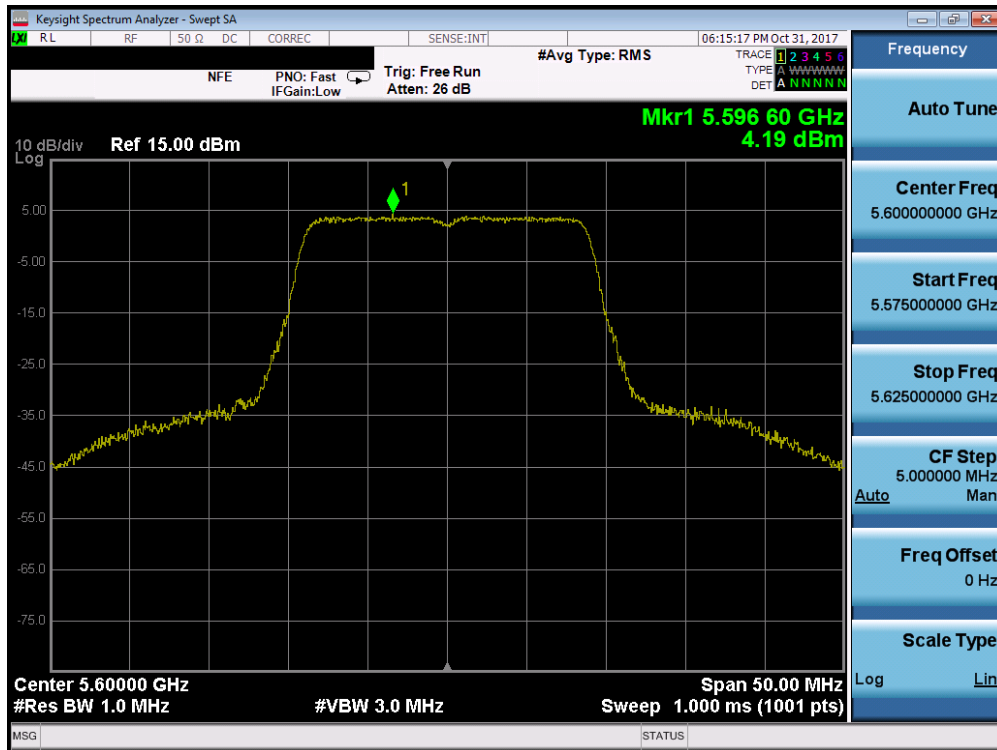 Keysight Spectrum Analyzer - Swept SA
LXI RL RF 50 Ω DC CORREC SENSE:INT 06:15:17 PM Oct 31, 2017
#Avg Type: RMS TRACE 1 2 3 4 5 6
NFE PNO: Fast Trig: Free Run TYPE A WWWWW
IFGain:Low Atten: 26 dB DET A N N N N N
Mkr1 5.596 60 GHz
4.19 dBm
10 dB/div Ref 15.00 dBm
Log
1
5.00
-5.00
-15.0
-25.0
-35.0
-45.0
-55.0
-65.0
-75.0
Center 5.60000 GHz Span 50.00 MHz
#Res BW 1.0 MHz #VBW 3.0 MHz Sweep 1.000 ms (1001 pts)
MSG STATUS
Frequency
Auto Tune
Center Freq
5.600000000 GHz
Start Freq
5.575000000 GHz
Stop Freq
5.625000000 GHz
CF Step
5.000000 MHz
Auto Man
Freq Offset
0 Hz
Scale Type
Log Lin